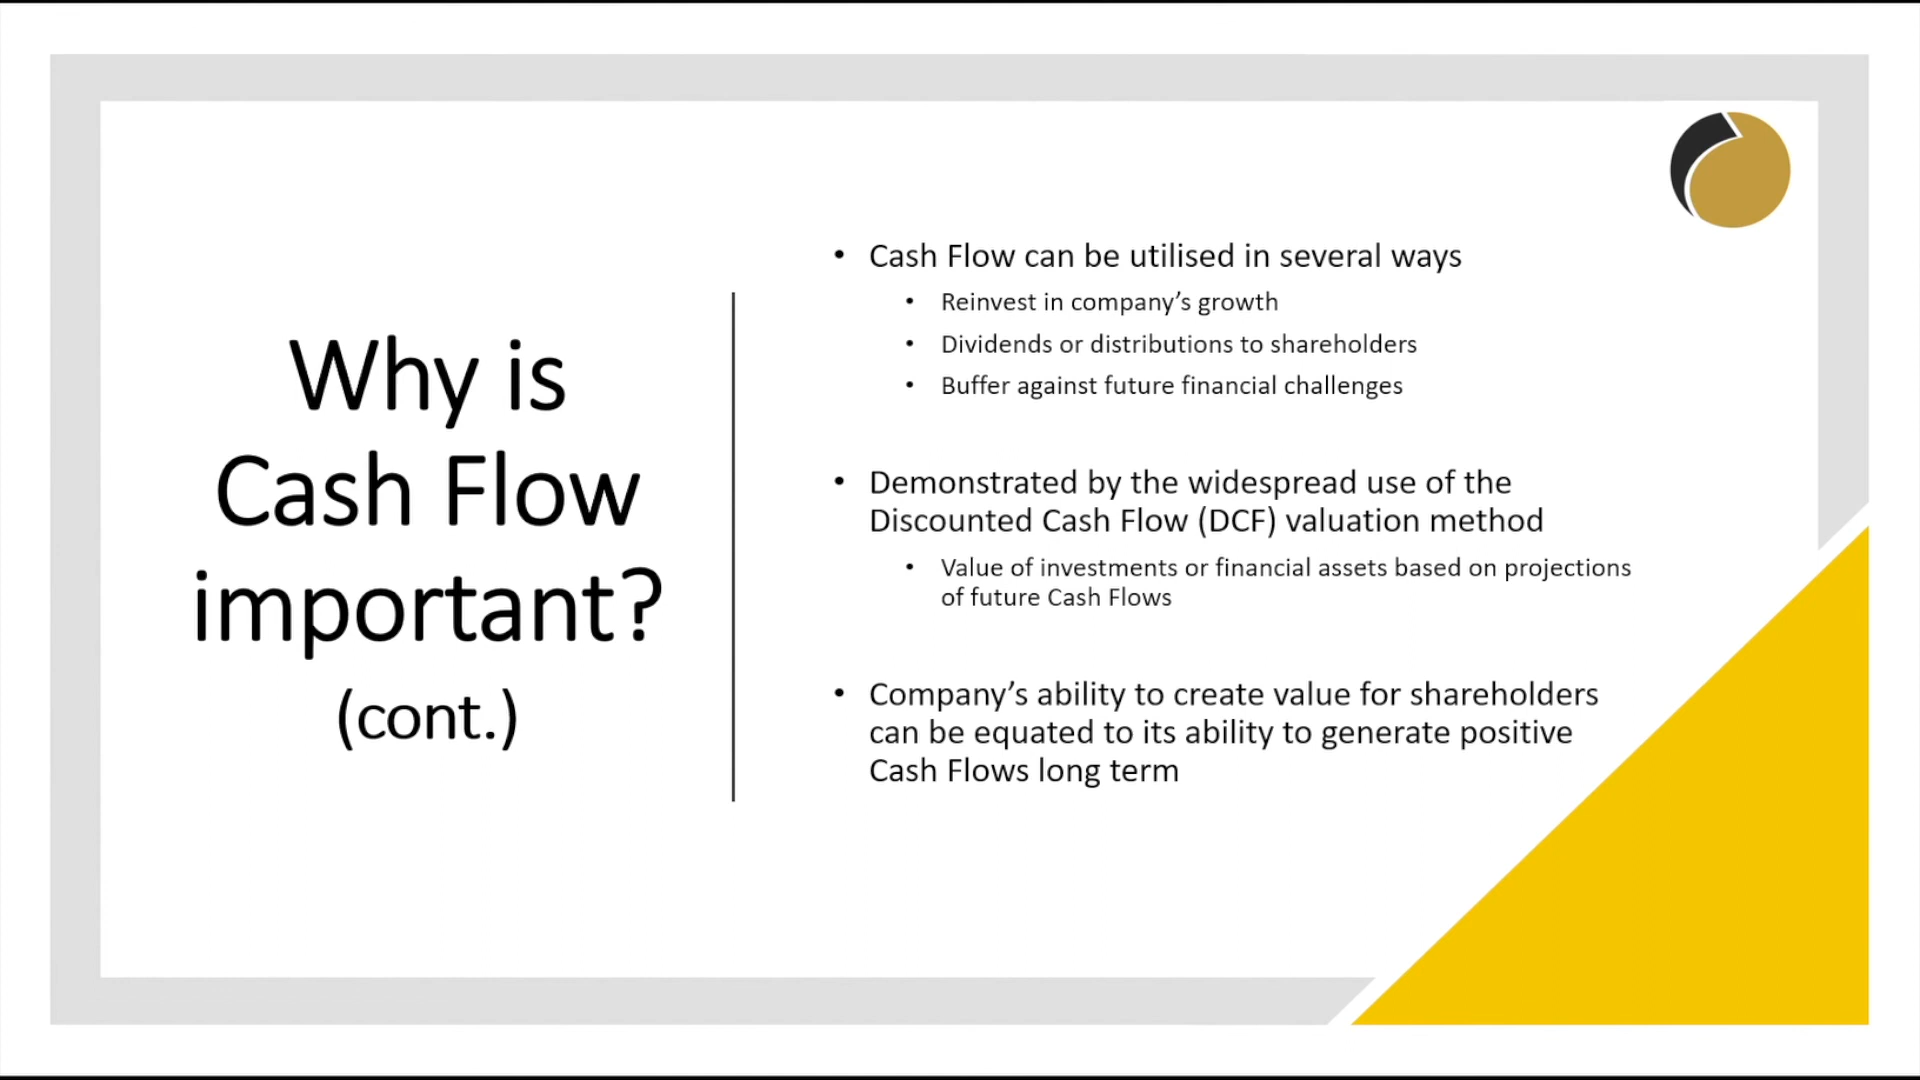 Why is
Cash Flow
important?
(cont.)
• Cash Flow can be utilised in several ways
• Reinvest in company’s growth
• Dividends or distributions to shareholders
• Buffer against future financial challenges
• Demonstrated by the widespread use of the
Discounted Cash Flow (DCF) valuation method
• Value of investments or financial assets based on projections
of future Cash Flows
• Company’s ability to create value for shareholders
can be equated to its ability to generate positive
Cash Flows long term